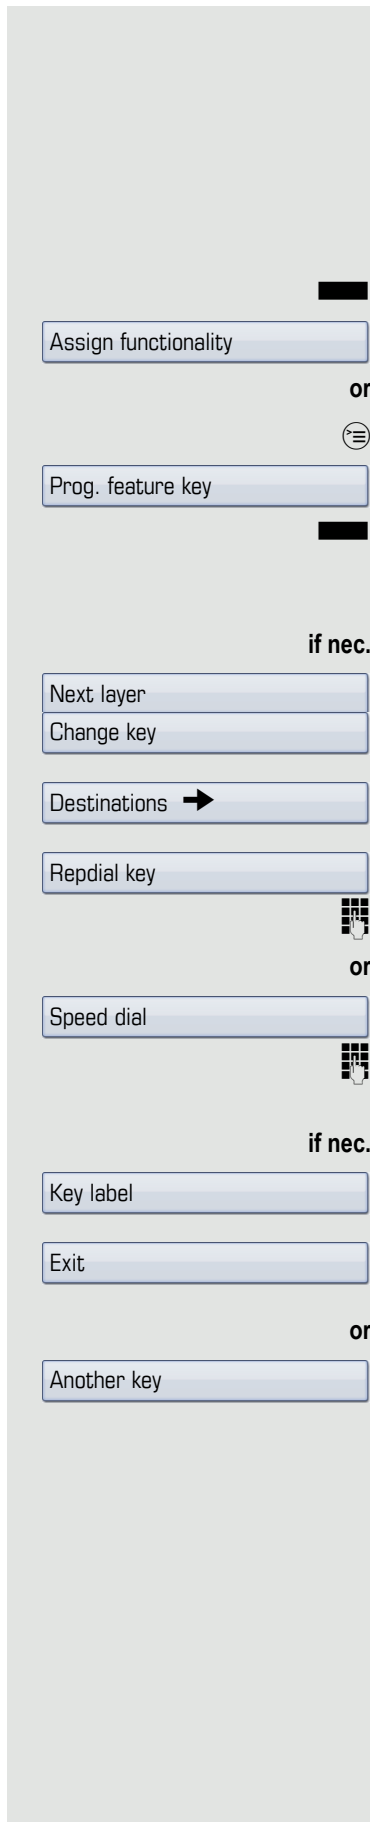 Assign functionality
or
Prog. feature key
if nec.
Next layer
Change key
Destinations
Repdial key
or
Speed dial
if nec.
Key label
Exit
or
Another key